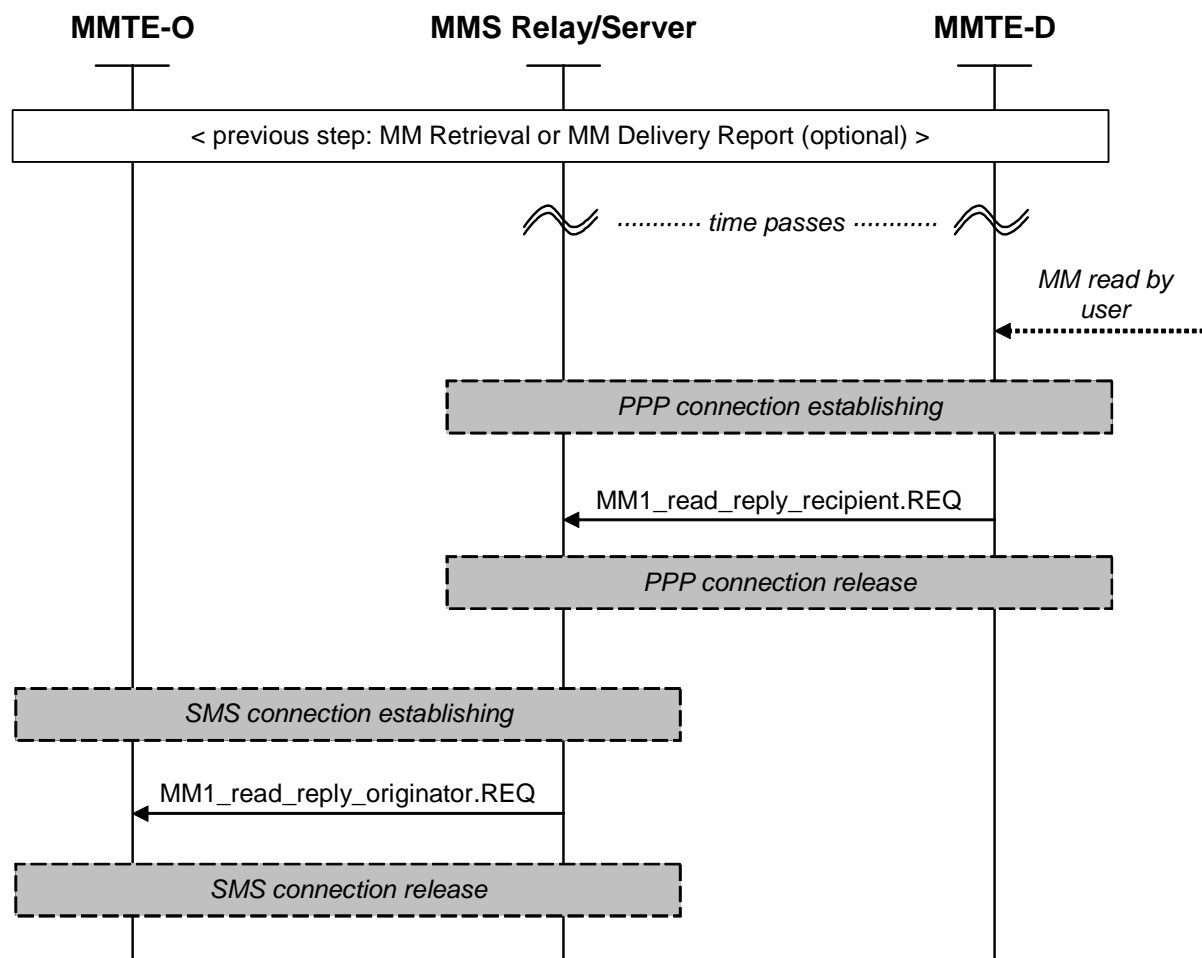 MMTE-O MMS Relay/Server MMTE-D
< previous step: MM Retrieval or MM Delivery Report (optional) >
············ time passes ············
MM read by
user
PPP connection establishing
MM1_read_reply_recipient.REQ
PPP connection release
SMS connection establishing
MM1_read_reply_originator.REQ
SMS connection release